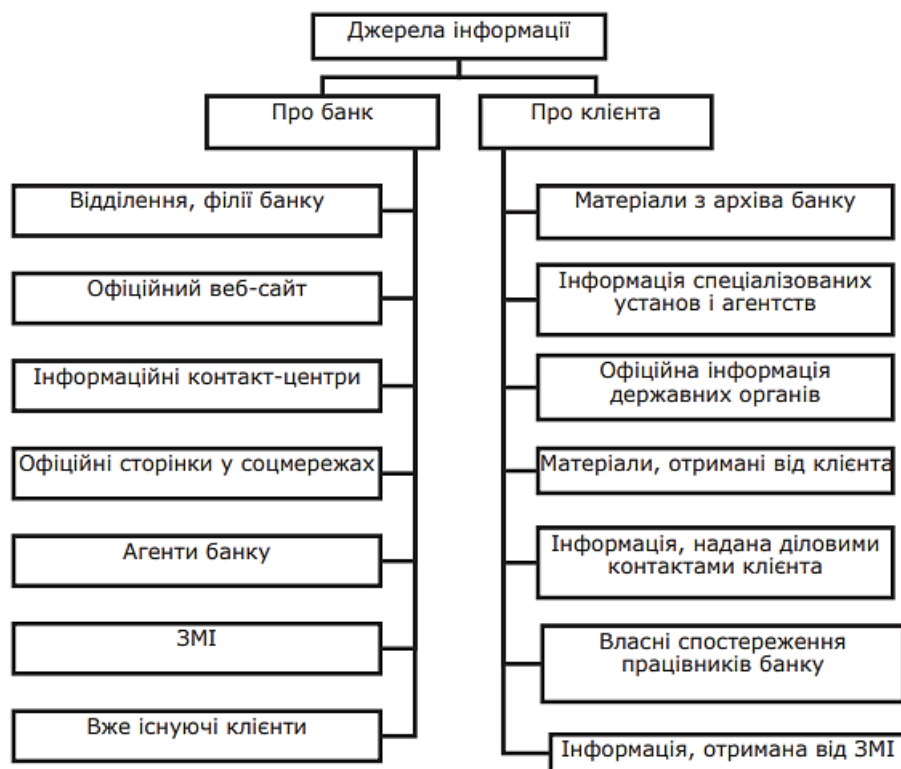 Джерела інформації
Про банк
Про клієнта
Відділення, філії банку
Офіційний веб-сайт
Інформаційні контакт-центри
Офіційні сторінки у соцмережах
Агенти банку
ЗМІ
Вже існуючі клієнти
Матеріали з архіва банку
Інформація спеціалізованих
установ і агентств
Офіційна інформація
державних органів
Матеріали, отримані від клієнта
Інформація, надана діловими
контактами клієнта
Власні спостереження
працівників банку
Інформація, отримана від ЗМІ